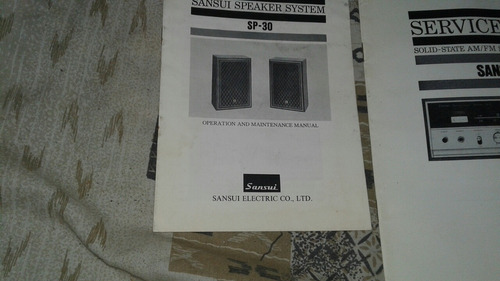 SANSUI SPEAKER SYSTEM
SP-30
OPERATION AND MAINTENANCE MANUAL
Sansui
SANSUI ELECTRIC CO., LTD.
SERVICE
SOLID-STATE AM/FM
SAN